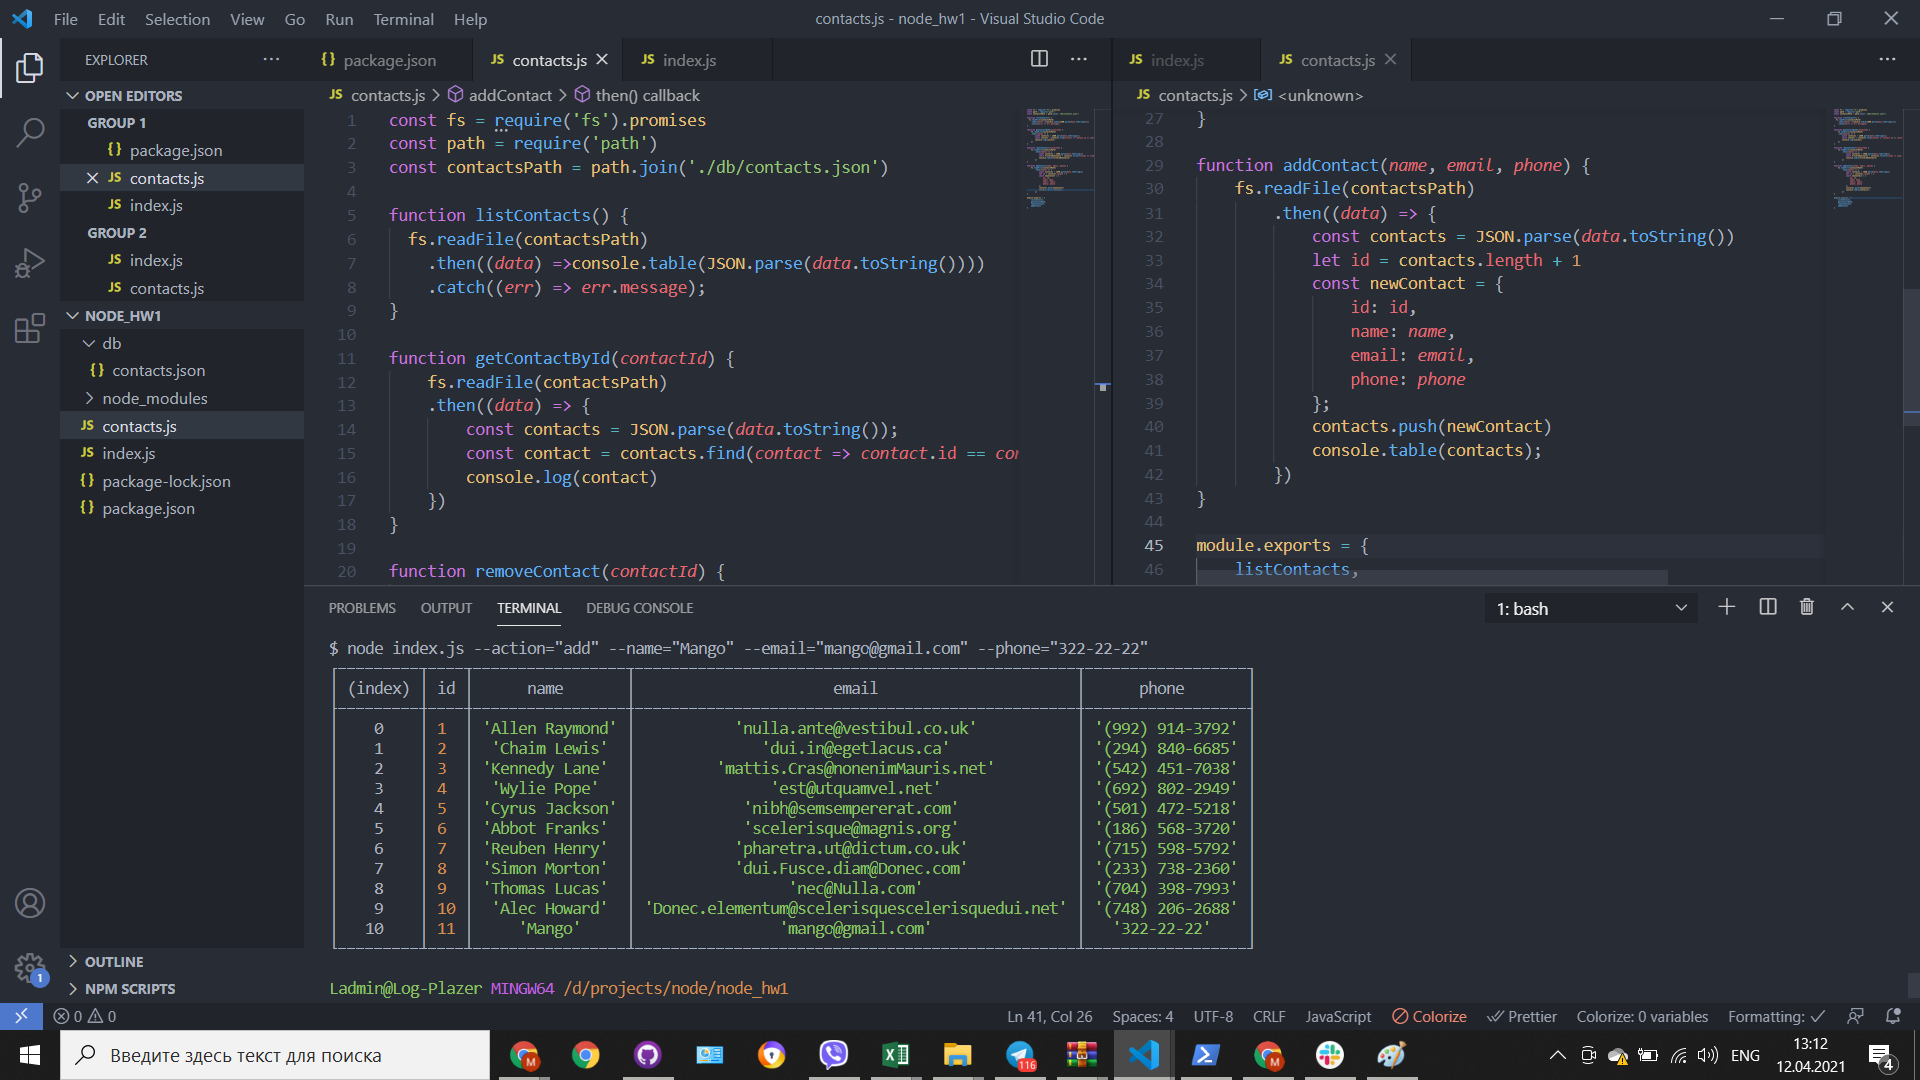 File Edit Selection View Go Run Terminal Help
contacts.js - node_hw1 - Visual Studio Code
EXPLORER
OPEN EDITORS
GROUP 1
{} package.json
JS contacts.js
JS index.js
GROUP 2
JS index.js
JS contacts.js
NODE_HW1
db
{} contacts.json
node_modules
JS contacts.js
JS index.js
{} package-lock.json
{} package.json
OUTLINE
NPM SCRIPTS
1
{} package.json JS contacts.js JS index.js
JS contacts.js > addContact > then() callback
1 const fs = require('fs').promises
2 const path = require('path')
3 const contactsPath = path.join('./db/contacts.json')
4
5 function listContacts() {
6 fs.readFile(contactsPath)
7 .then((data) =>console.table(JSON.parse(data.toString())))
8 .catch((err) => err.message);
9 }
10
11 function getContactById(contactId) {
12 fs.readFile(contactsPath)
13 .then((data) => {
14 const contacts = JSON.parse(data.toString());
15 const contact = contacts.find(contact => contact.id == con
16 console.log(contact)
17 })
18 }
19
20 function removeContact(contactId) {
JS index.js JS contacts.js
JS contacts.js > <unknown>
27 }
28
29 function addContact(name, email, phone) {
30 fs.readFile(contactsPath)
31 .then((data) => {
32 const contacts = JSON.parse(data.toString())
33 let id = contacts.length + 1
34 const newContact = {
35 id: id,
36 name: name,
37 email: email,
38 phone: phone
39 };
40 contacts.push(newContact)
41 console.table(contacts);
42 })
43 }
44
45 module.exports = {
46 listContacts,
PROBLEMS OUTPUT TERMINAL DEBUG CONSOLE
1: bash
$ node index.js --action="add" --name="Mango" --email="mango@gmail.com" --phone="322-22-22"
(index) id name email phone
0 1 'Allen Raymond' 'nulla.ante@vestibul.co.uk' '(992) 914-3792'
1 2 'Chaim Lewis' 'dui.in@egetlacus.ca' '(294) 840-6685'
2 3 'Kennedy Lane' 'mattis.Cras@nonenimMauris.net' '(542) 451-7038'
3 4 'Wylie Pope' 'est@utquamvel.net' '(692) 802-2949'
4 5 'Cyrus Jackson' 'nibh@semsempererat.com' '(501) 472-5218'
5 6 'Abbot Franks' 'scelerisque@magnis.org' '(186) 568-3720'
6 7 'Reuben Henry' 'pharetra.ut@dictum.co.uk' '(715) 598-5792'
7 8 'Simon Morton' 'dui.Fusce.diam@Donec.com' '(233) 738-2360'
8 9 'Thomas Lucas' 'nec@Nulla.com' '(704) 398-7993'
9 10 'Alec Howard' 'Donec.elementum@scelerisquescelerisquedui.net' '(748) 206-2688'
10 11 'Mango' 'mango@gmail.com' '322-22-22'
Ladmin@Log-Plazer MINGW64 /d/projects/node/node_hw1
0 0 Ln 41, Col 26 Spaces: 4 UTF-8 CRLF JavaScript Colorize Prettier Colorize: 0 variables Formatting: ✓
Введите здесь текст для поиска
M
116
M
ENG
13:12
12.04.2021
4